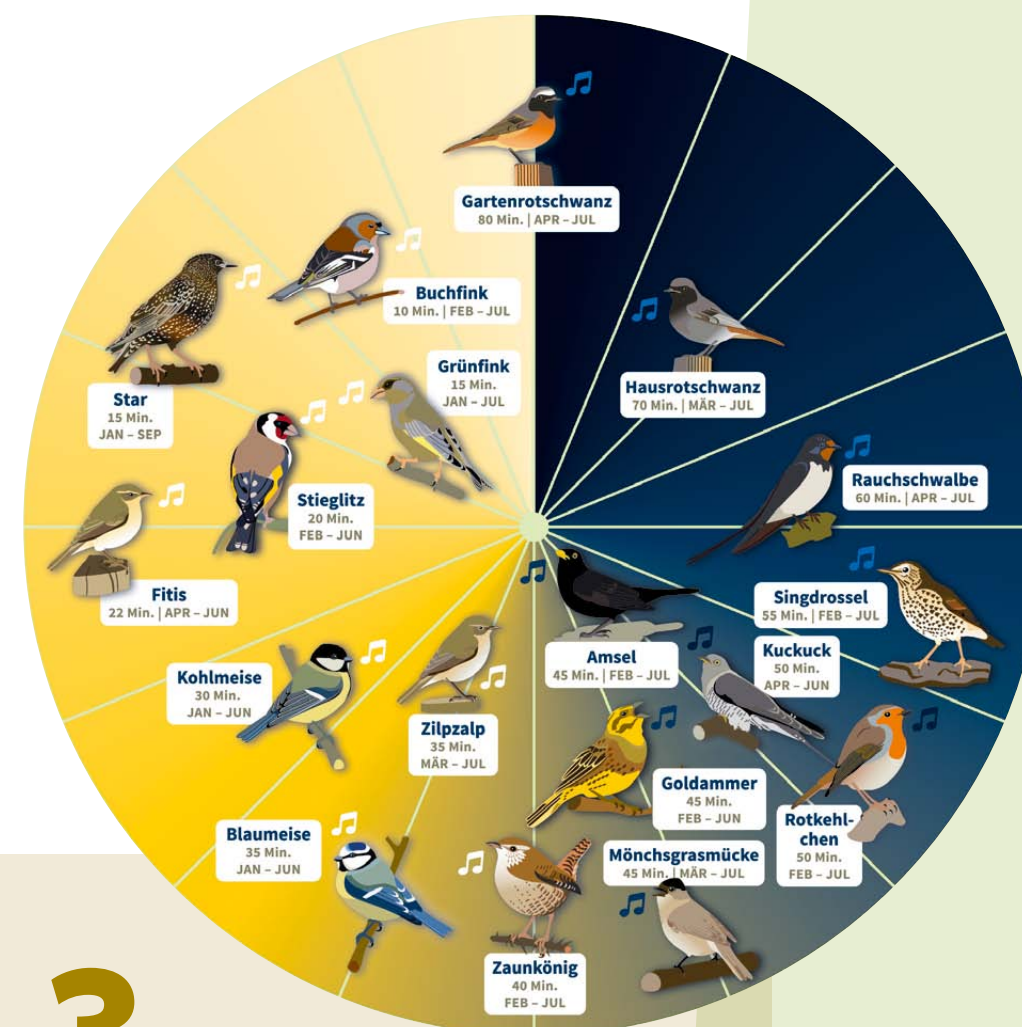 Gartenrotschwanz
80 Min. | APR – JUL
Hausrotschwanz
70 Min. | MÄR – JUL
Rauchschwalbe
60 Min. | APR – JUL
Singdrossel
55 Min. | FEB – JUL
Kuckuck
50 Min.
APR – JUN
Rotkehl-
chen
50 Min.
FEB – JUL
Amsel
45 Min. | FEB – JUL
Goldammer
45 Min.
FEB – JUN
Mönchsgrasmücke
45 Min. | MÄR – JUL
Zaunkönig
40 Min.
FEB – JUL
Zilpzalp
35 Min.
MÄR – JUL
Blaumeise
35 Min.
JAN – JUN
Kohlmeise
30 Min.
JAN – JUN
Fitis
22 Min. | APR – JUN
Stieglitz
20 Min.
FEB – JUN
Star
15 Min.
JAN – SEP
Grünfink
15 Min.
JAN – JUL
Buchfink
10 Min. | FEB – JUL
3